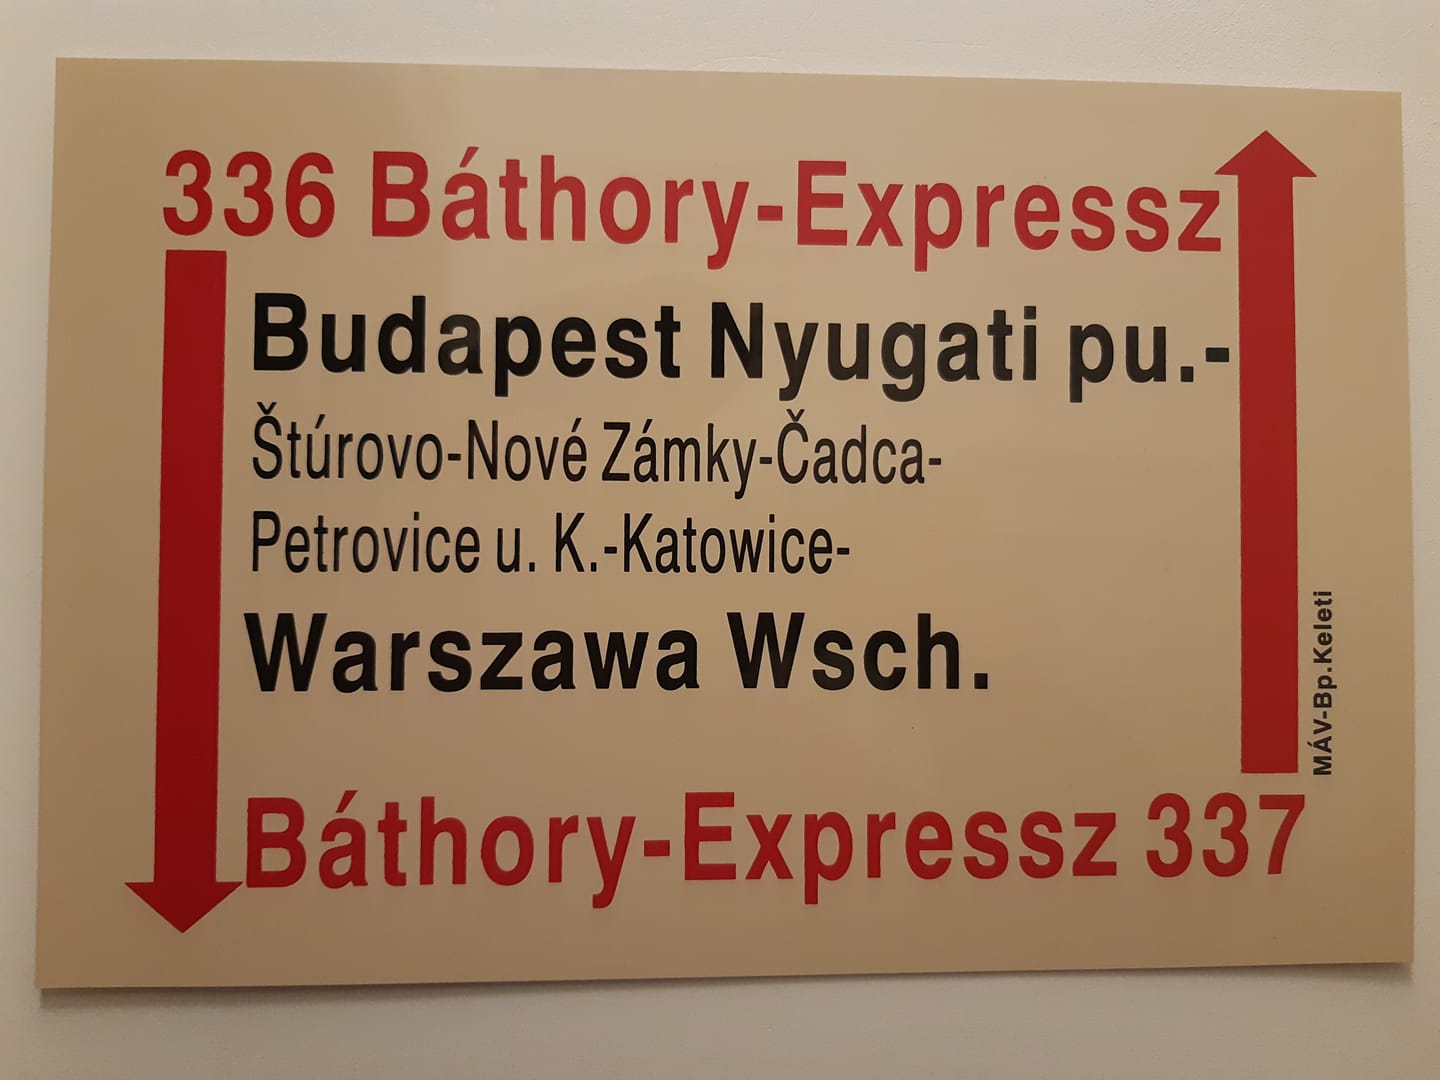 336 Báthory-Expressz
Budapest Nyugati pu.-
Štúrovo-Nové Zámky-Čadca-
Petrovice u. K.-Katowice-
Warszawa Wsch.
MÁV-Bp.Keleti
Báthory-Expressz 337